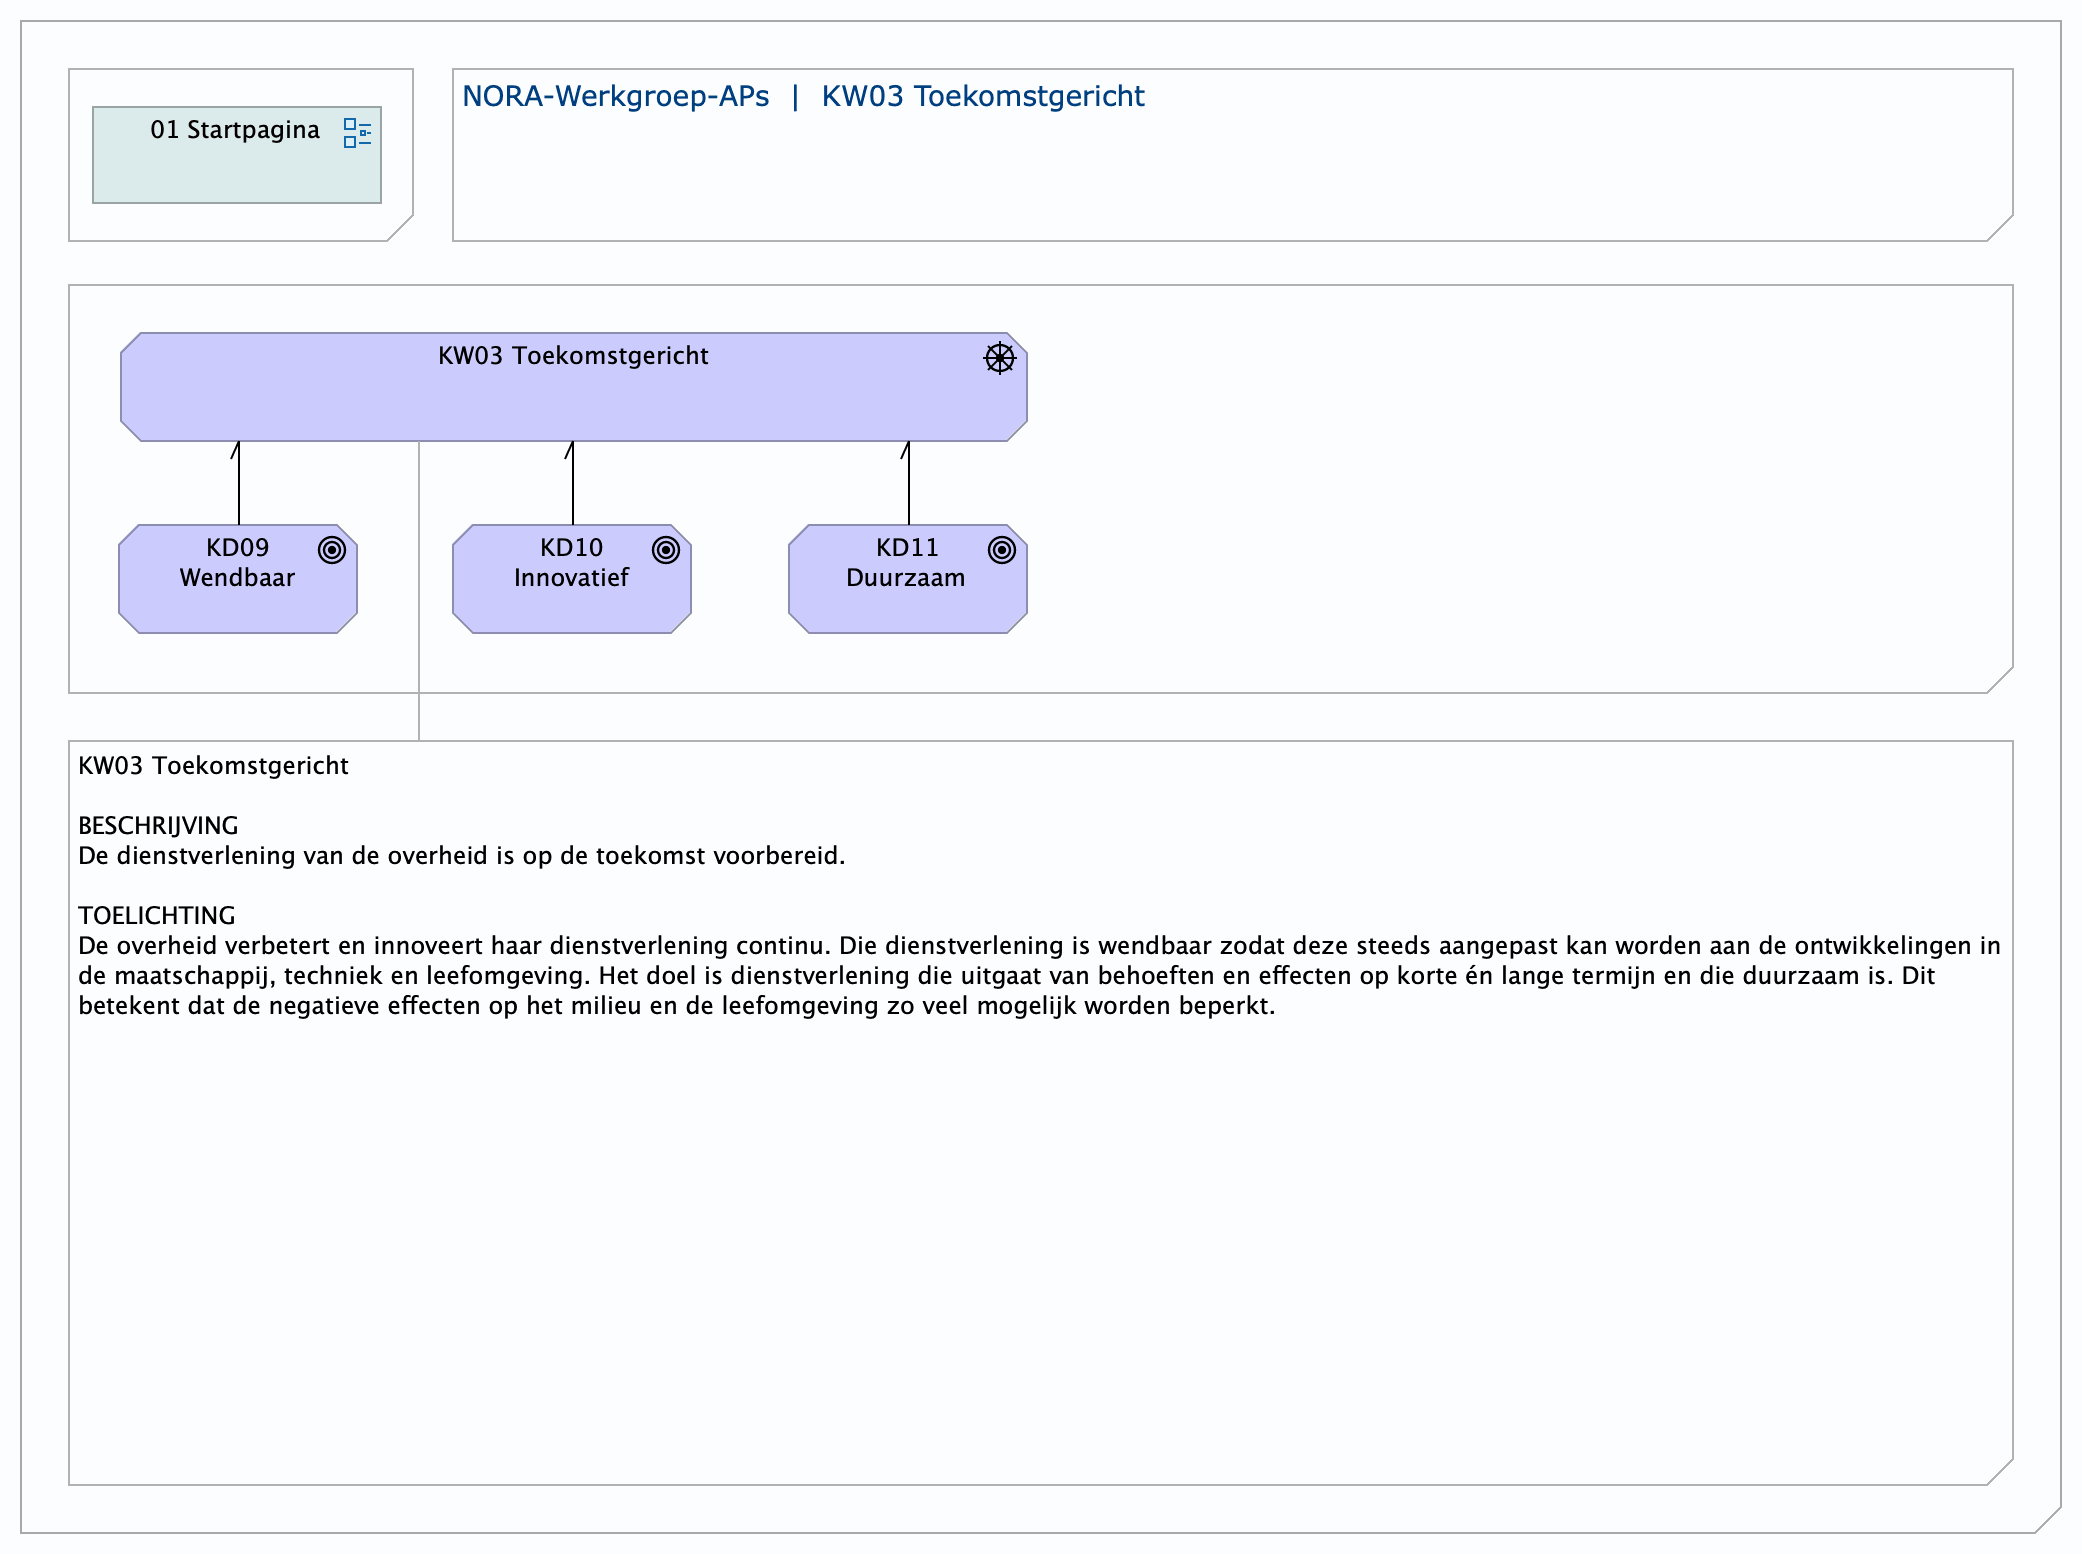 01 Startpagina
NORA-Werkgroep-APs | KW03 Toekomstgericht
KW03 Toekomstgericht
KD09
Wendbaar
KD10
Innovatief
KD11
Duurzaam
KW03 Toekomstgericht
BESCHRIJVING
De dienstverlening van de overheid is op de toekomst voorbereid.
TOELICHTING
De overheid verbetert en innoveert haar dienstverlening continu. Die dienstverlening is wendbaar zodat deze steeds aangepast kan worden aan de ontwikkelingen in
de maatschappij, techniek en leefomgeving. Het doel is dienstverlening die uitgaat van behoeften en effecten op korte én lange termijn en die duurzaam is. Dit
betekent dat de negatieve effecten op het milieu en de leefomgeving zo veel mogelijk worden beperkt.